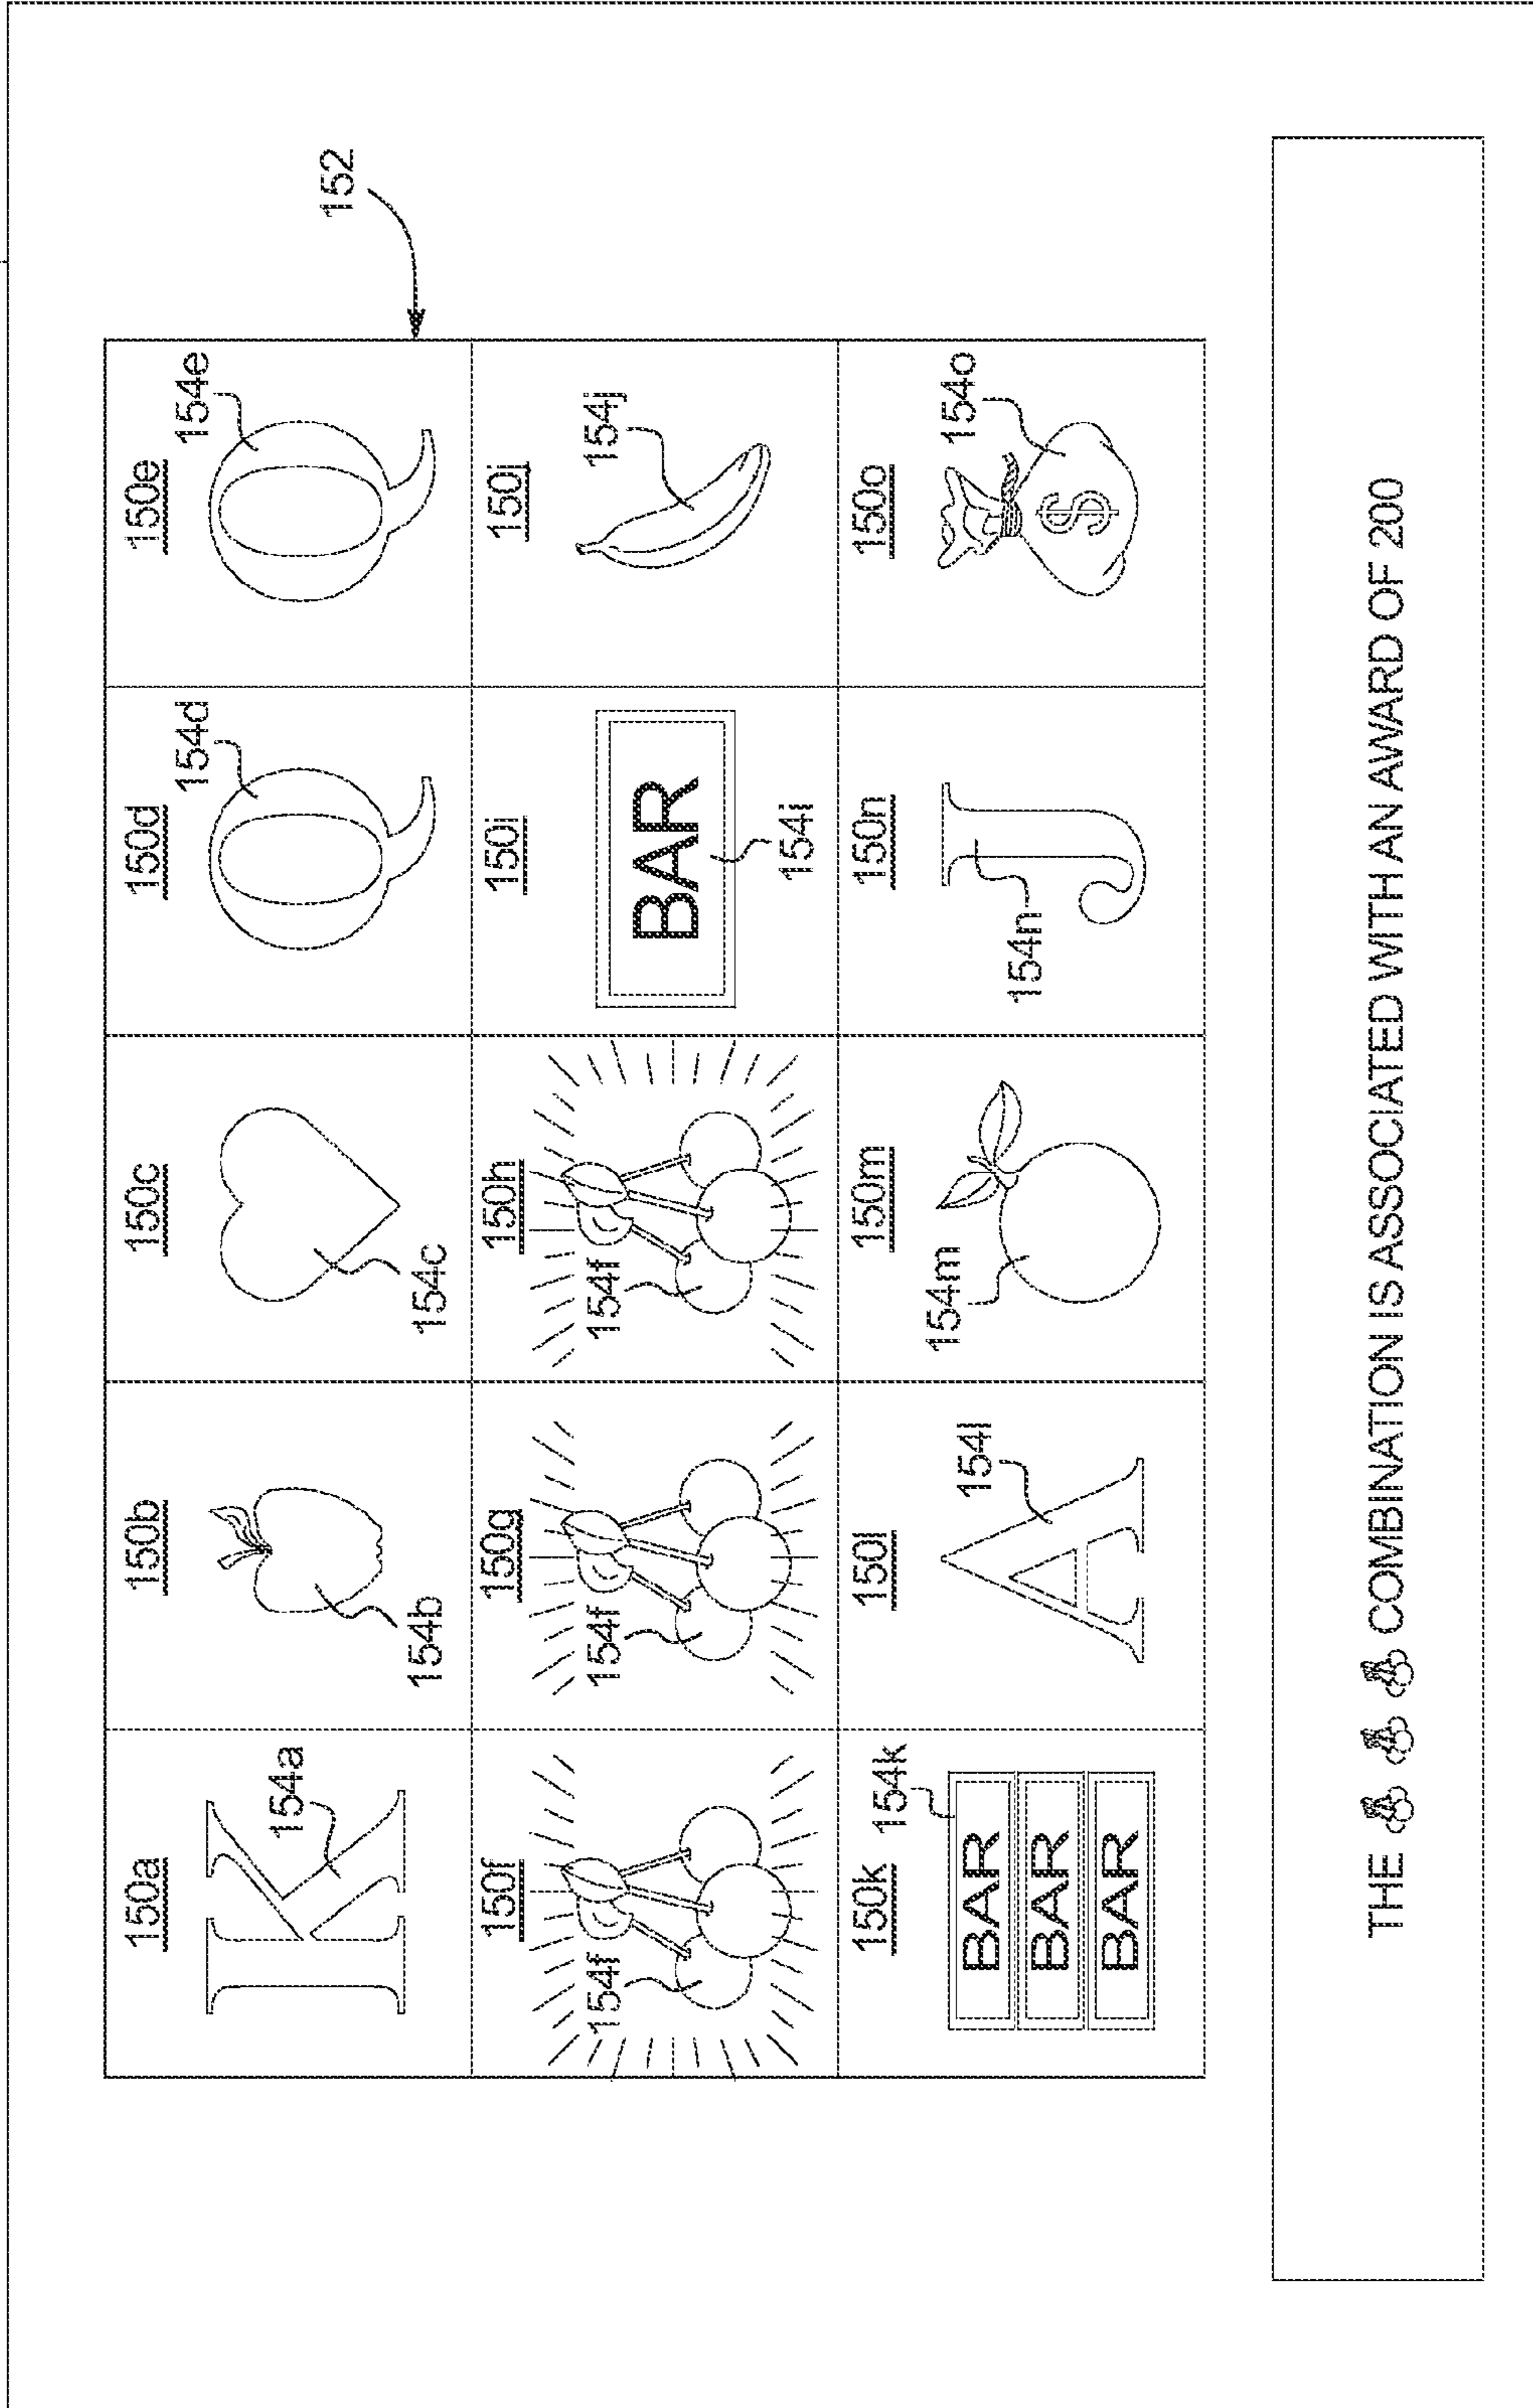 152
150a 150b 150c 150d 150e
K 154a 154b 154c Q 154d Q 154e
150f 150g 150h 150i 150j
154f 154f 154f BAR 154i 154j
150k 150l 150m 150n 150o
BAR 154k A 154l 154m J 154n $ 154o
BAR
BAR
THE COMBINATION IS ASSOCIATED WITH AN AWARD OF 200